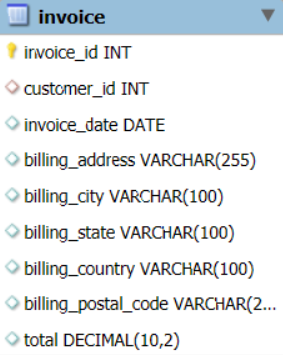 invoice
invoice_id INT
customer_id INT
invoice_date DATE
billing_address VARCHAR(255)
billing_city VARCHAR(100)
billing_state VARCHAR(100)
billing_country VARCHAR(100)
billing_postal_code VARCHAR(2...
total DECIMAL(10,2)